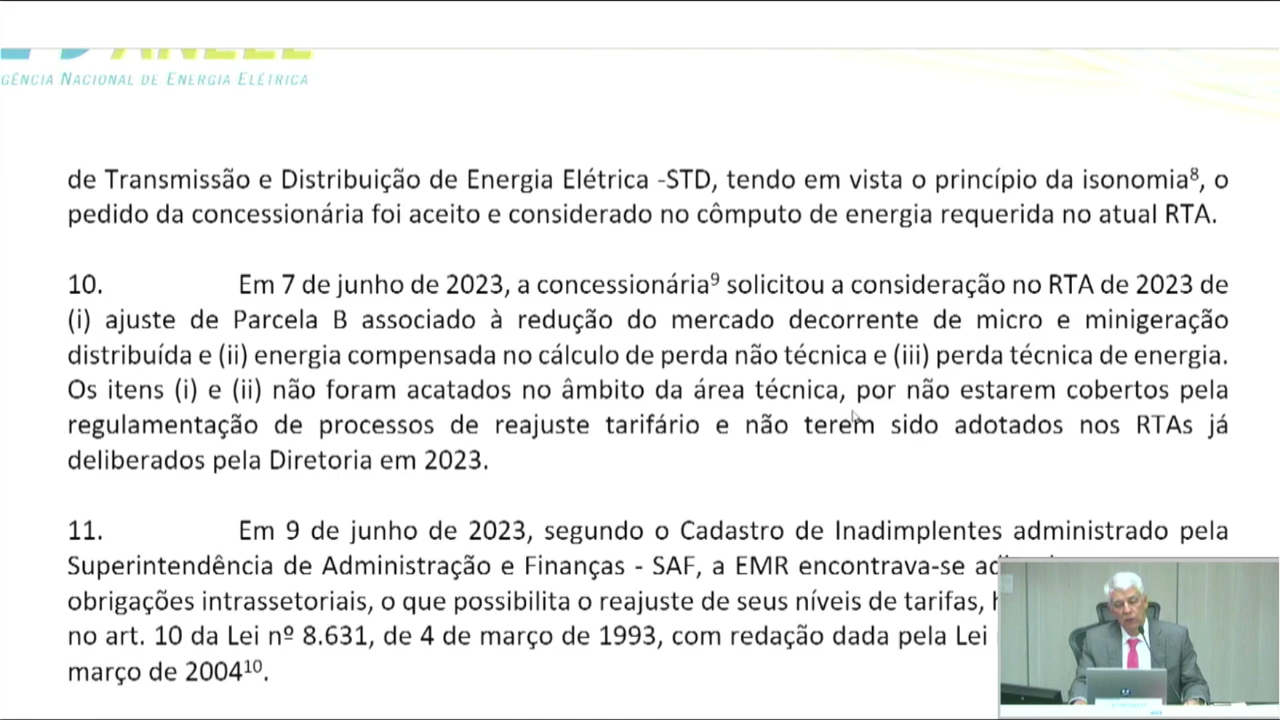 ANEEL
GÊNCIA NACIONAL DE ENERGIA ELÉTRICA
de Transmissão e Distribuição de Energia Elétrica -STD, tendo em vista o princípio da isonomia⁸, o
pedido da concessionária foi aceito e considerado no cômputo de energia requerida no atual RTA.
10. Em 7 de junho de 2023, a concessionária⁹ solicitou a consideração no RTA de 2023 de
(i) ajuste de Parcela B associado à redução do mercado decorrente de micro e minigeração
distribuída e (ii) energia compensada no cálculo de perda não técnica e (iii) perda técnica de energia.
Os itens (i) e (ii) não foram acatados no âmbito da área técnica, por não estarem cobertos pela
regulamentação de processos de reajuste tarifário e não terem sido adotados nos RTAs já
deliberados pela Diretoria em 2023.
11. Em 9 de junho de 2023, segundo o Cadastro de Inadimplentes administrado pela
Superintendência de Administração e Finanças - SAF, a EMR encontrava-se
obrigações intrassetoriais, o que possibilita o reajuste de seus níveis de tarifas,
no art. 10 da Lei nº 8.631, de 4 de março de 1993, com redação dada pela Lei
março de 2004¹⁰.